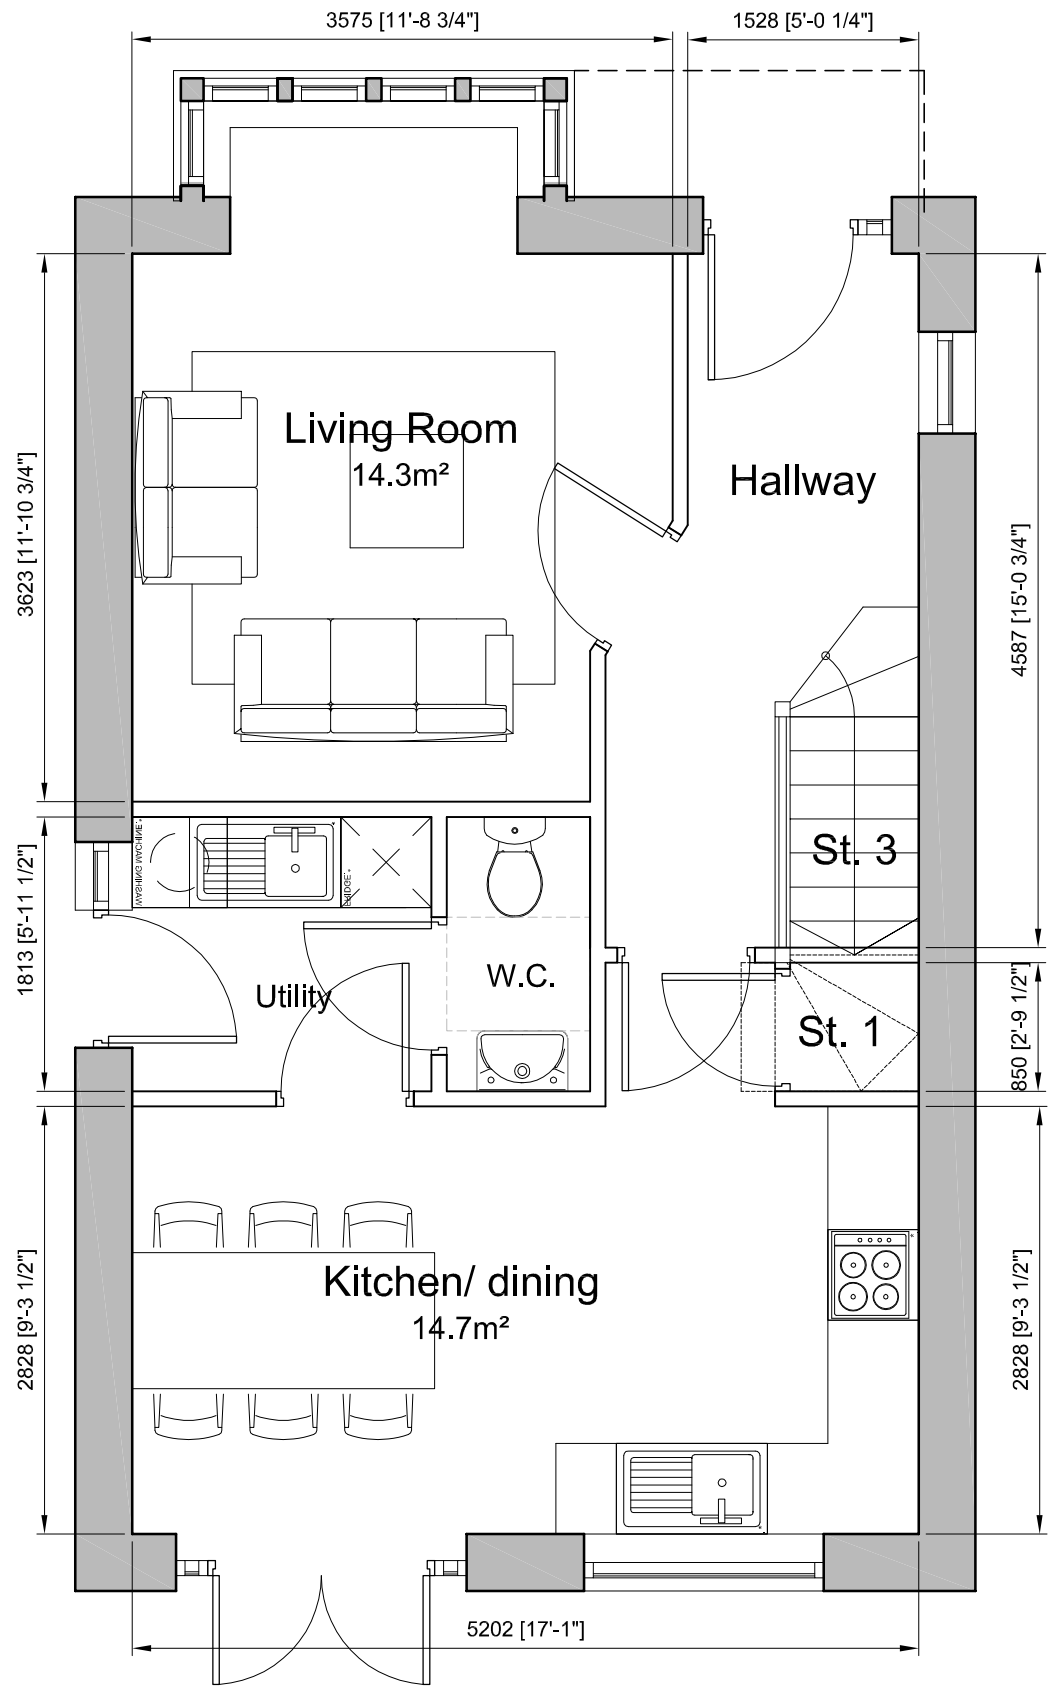 3575 [11'-8 3/4"]
1528 [5'-0 1/4"]
Living Room
14.3m²
Hallway
3623 [11'-10 3/4"]
4587 [15'-0 3/4"]
St. 3
WASHING MACHINE*
FRIDGE*
1813 [5'-11 1/2"]
W.C.
Utility
St. 1
850 [2'-9 1/2"]
Kitchen/ dining
14.7m²
2828 [9'-3 1/2"]
2828 [9'-3 1/2"]
5202 [17'-1"]